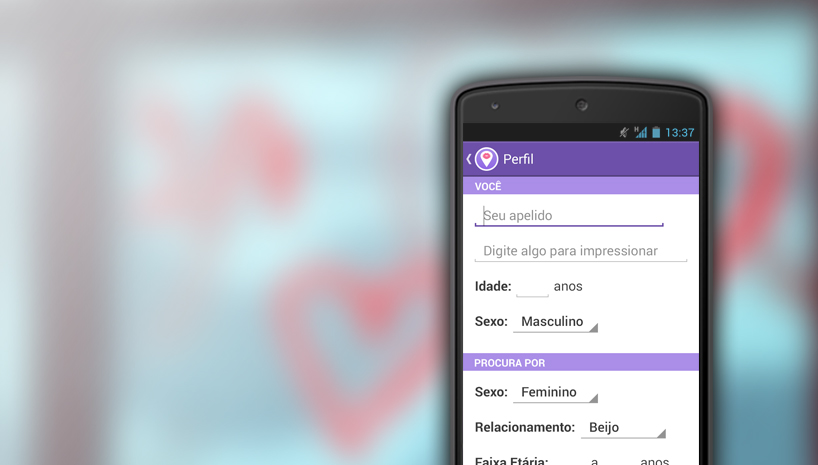 H 13:37
Perfil
VOCÊ
Seu apelido
Digite algo para impressionar
Idade: anos
Sexo: Masculino
PROCURA POR
Sexo: Feminino
Relacionamento: Beijo
Faixa Etária: a anos